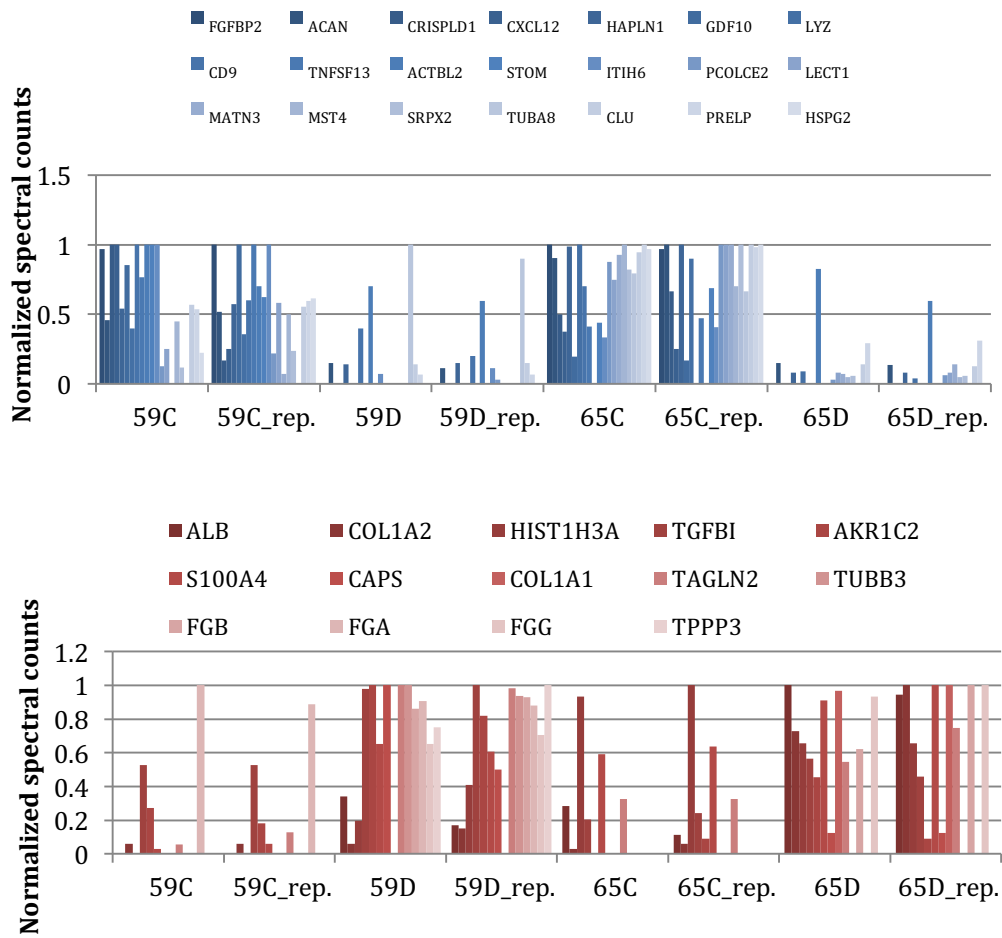 FGFBP2 ACAN CRISPLD1 CXCL12 HAPLN1 GDF10 LYZ
CD9 TNFSF13 ACTBL2 STOM ITIH6 PCOLCE2 LECT1
MATN3 MST4 SRPX2 TUBA8 CLU PRELP HSPG2
Normalized spectral counts
1.5
1
0.5
0
59C 59C_rep. 59D 59D_rep. 65C 65C_rep. 65D 65D_rep.
ALB COL1A2 HIST1H3A TGFBI AKR1C2
S100A4 CAPS COL1A1 TAGLN2 TUBB3
FGB FGA FGG TPPP3
Normalized spectral counts
1.2
1
0.8
0.6
0.4
0.2
0
59C 59C_rep. 59D 59D_rep. 65C 65C_rep. 65D 65D_rep.